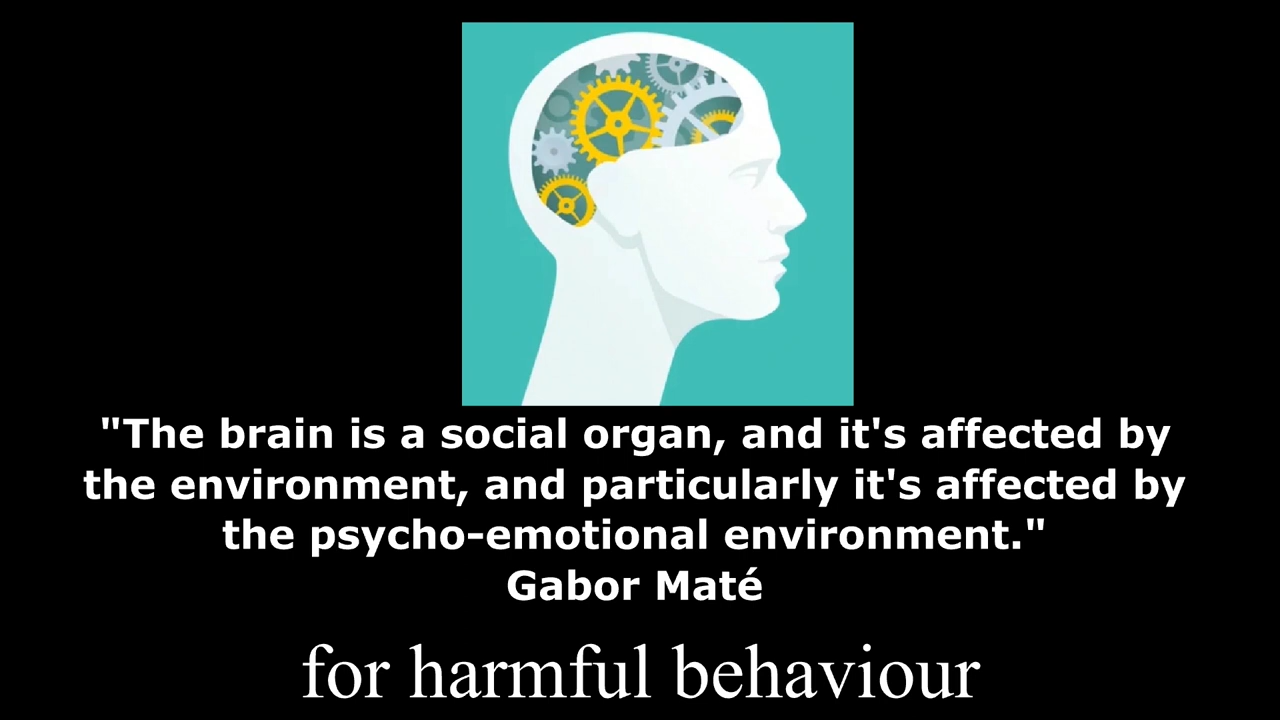 "The brain is a social organ, and it's affected by
the environment, and particularly it's affected by
the psycho-emotional environment."
Gabor Maté
for harmful behaviour